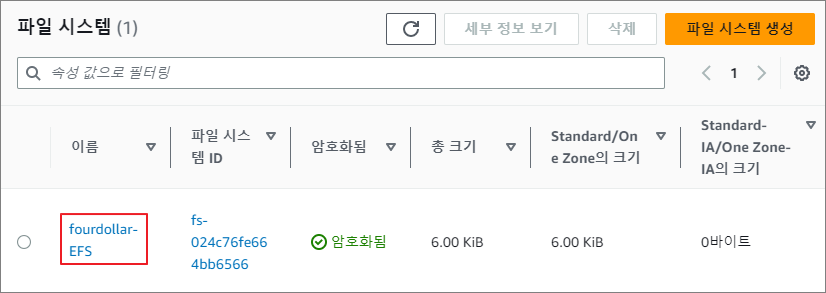 파일 시스템 (1)
세부 정보 보기
삭제
파일 시스템 생성
속성 값으로 필터링
1
이름
파일 시스
템 ID
암호화됨
총 크기
Standard/On
e Zone의 크기
Standard-
IA/One Zone-
IA의 크기
fourdollar-
EFS
fs-
024c76fe66
4bb6566
암호화됨
6.00 KiB
6.00 KiB
0바이트